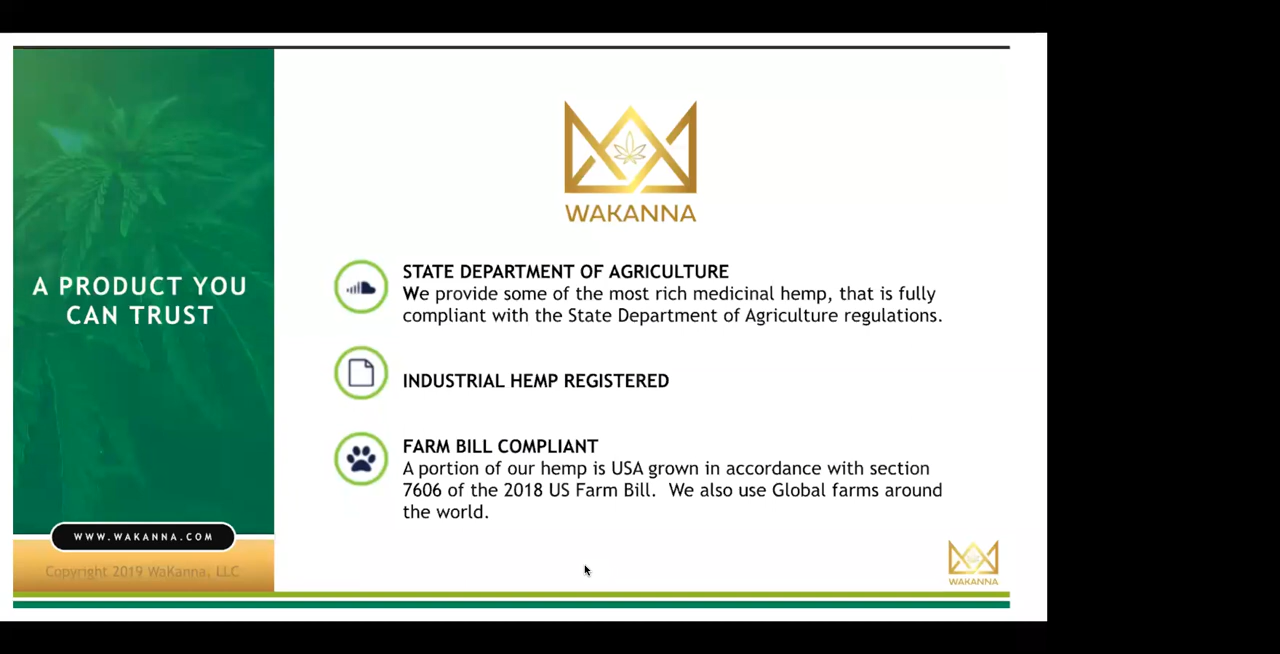 A PRODUCT YOU
CAN TRUST
WWW.WAKANNA.COM
Copyright 2019 WaKanna, LLC
WAKANNA
STATE DEPARTMENT OF AGRICULTURE
We provide some of the most rich medicinal hemp, that is fully
compliant with the State Department of Agriculture regulations.
INDUSTRIAL HEMP REGISTERED
FARM BILL COMPLIANT
A portion of our hemp is USA grown in accordance with section
7606 of the 2018 US Farm Bill.  We also use Global farms around
the world.
WAKANNA